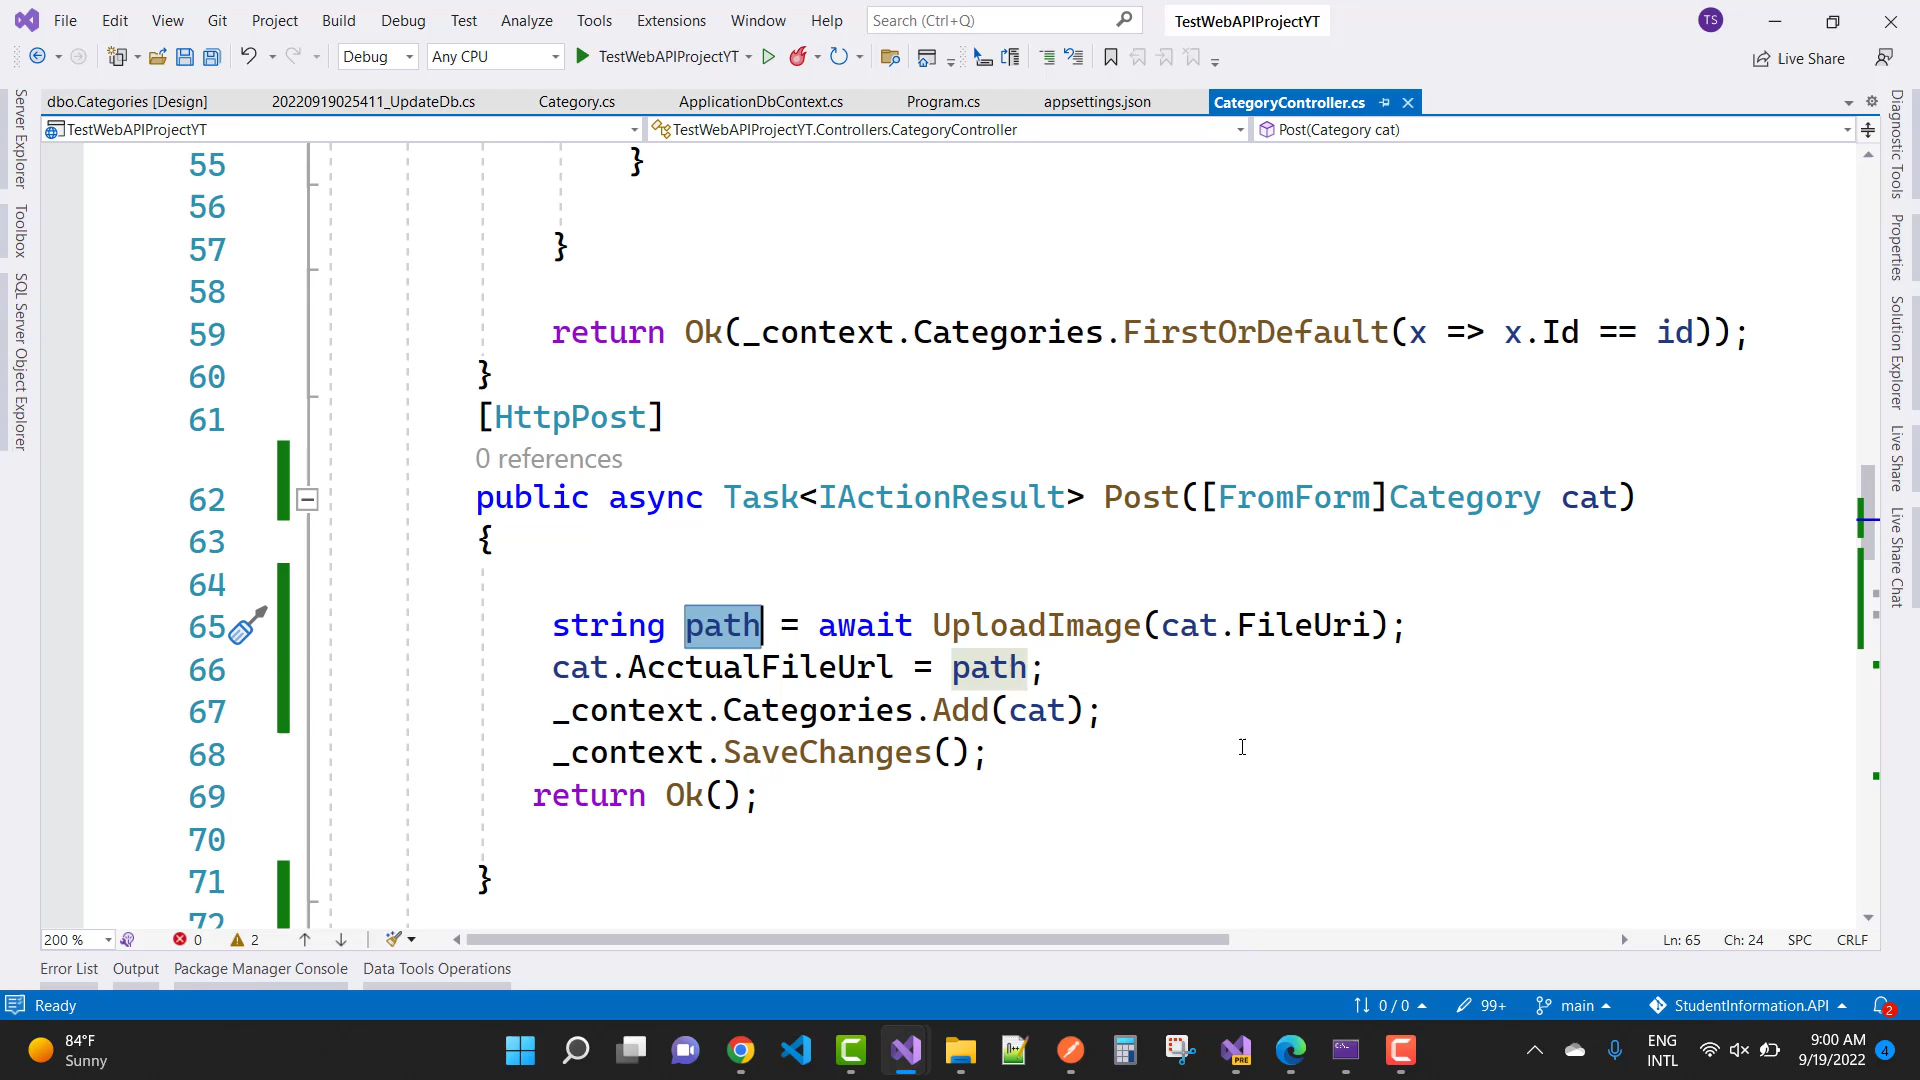 File Edit View Git Project Build Debug Test Analyze Tools Extensions Window Help Search (Ctrl+Q) TestWebAPIProjectYT TS
Debug Any CPU TestWebAPIProjectYT Live Share
dbo.Categories [Design] 20220919025411_UpdateDb.cs Category.cs ApplicationDbContext.cs Program.cs appsettings.json CategoryController.cs
TestWebAPIProjectYT TestWebAPIProjectYT.Controllers.CategoryController Post(Category cat)
Server Explorer
Toolbox
SQL Server Object Explorer
55 }
56
57 }
58
59 return Ok(_context.Categories.FirstOrDefault(x => x.Id == id));
60 }
61 [HttpPost]
0 references
62 public async Task<IActionResult> Post([FromForm]Category cat)
63 {
64
65 string path = await UploadImage(cat.FileUri);
66 cat.AcctualFileUrl = path;
67 _context.Categories.Add(cat);
68 _context.SaveChanges();
69 return Ok();
70
71 }
72
Diagnostic Tools
Properties
Solution Explorer
Live Share
Live Share Chat
200 % 0 2 Ln: 65 Ch: 24 SPC CRLF
Error List Output Package Manager Console Data Tools Operations
Ready 0 / 0 99+ main StudentInformation.API 2
84°F
Sunny
PRE
ENG
INTL
9:00 AM
9/19/2022
4